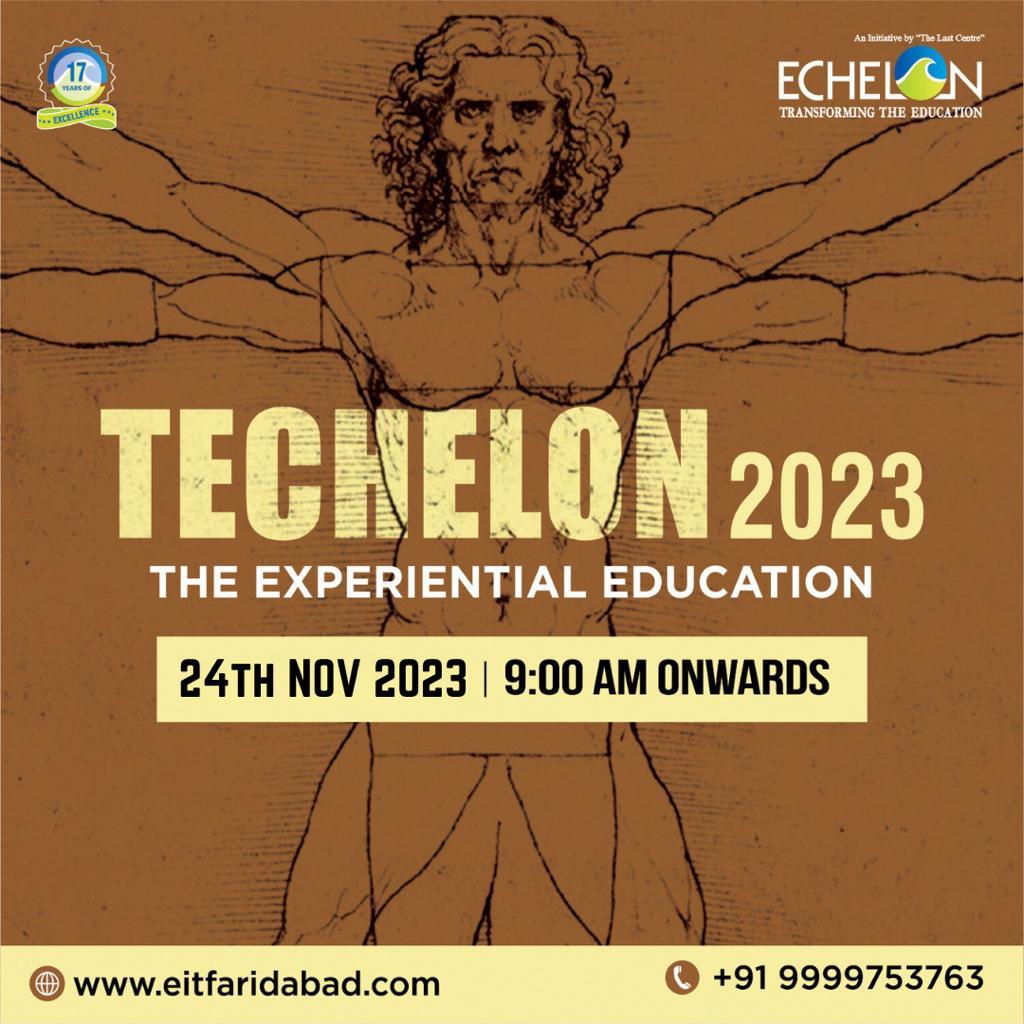 17
YEARS OF
EXCELLENCE
An Initiative by "The Last Centre"
ECHELON
TRANSFORMING THE EDUCATION
TECHELON 2023
THE EXPERIENTIAL EDUCATION
24TH NOV 2023 | 9:00 AM ONWARDS
www.eitfaridabad.com
+91 9999753763